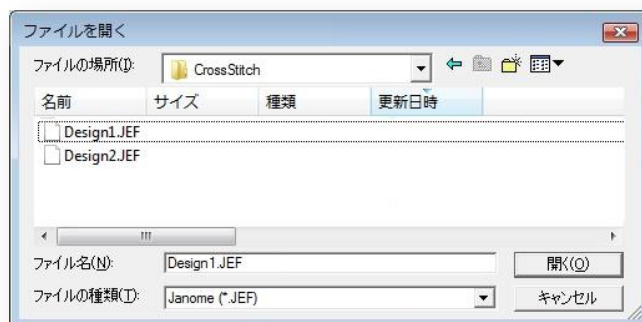 ファイルを開く
ファイルの場所(I): CrossStitch
名前 サイズ 種類 更新日時
Design1.JEF
Design2.JEF
ファイル名(N): Design1.JEF 開く(O)
ファイルの種類(T): Janome (*.JEF) キャンセル